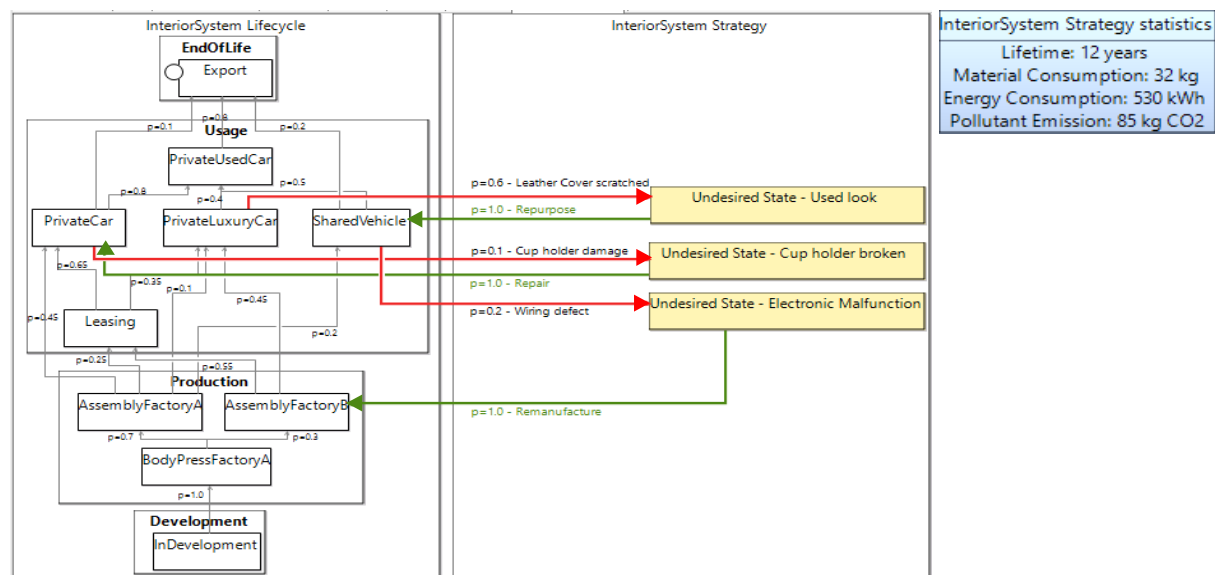 InteriorSystem Lifecycle
InteriorSystem Strategy
InteriorSystem Strategy statistics
Lifetime: 12 years
Material Consumption: 32 kg
Energy Consumption: 530 kWh
Pollutant Emission: 85 kg CO2
EndOfLife
Export
p=0.1
p=0.8
p=0.2
Usage
PrivateUsedCar
p=0.8
p=0.4
p=0.5
PrivateCar
PrivateLuxuryCar
SharedVehicle
p=0.6 - Leather Cover scratched
p=1.0 - Repurpose
Undesired State - Used look
p=0.1 - Cup holder damage
p=1.0 - Repair
Undesired State - Cup holder broken
p=0.65
p=0.35
p=0.1
p=0.45
p=0.45
p=0.2
Leasing
p=0.2 - Wiring defect
Undesired State - Electronic Malfunction
p=0.25
p=0.55
Production
AssemblyFactoryA
AssemblyFactoryB
p=1.0 - Remanufacture
p=0.7
p=0.3
BodyPressFactoryA
p=1.0
Development
InDevelopment